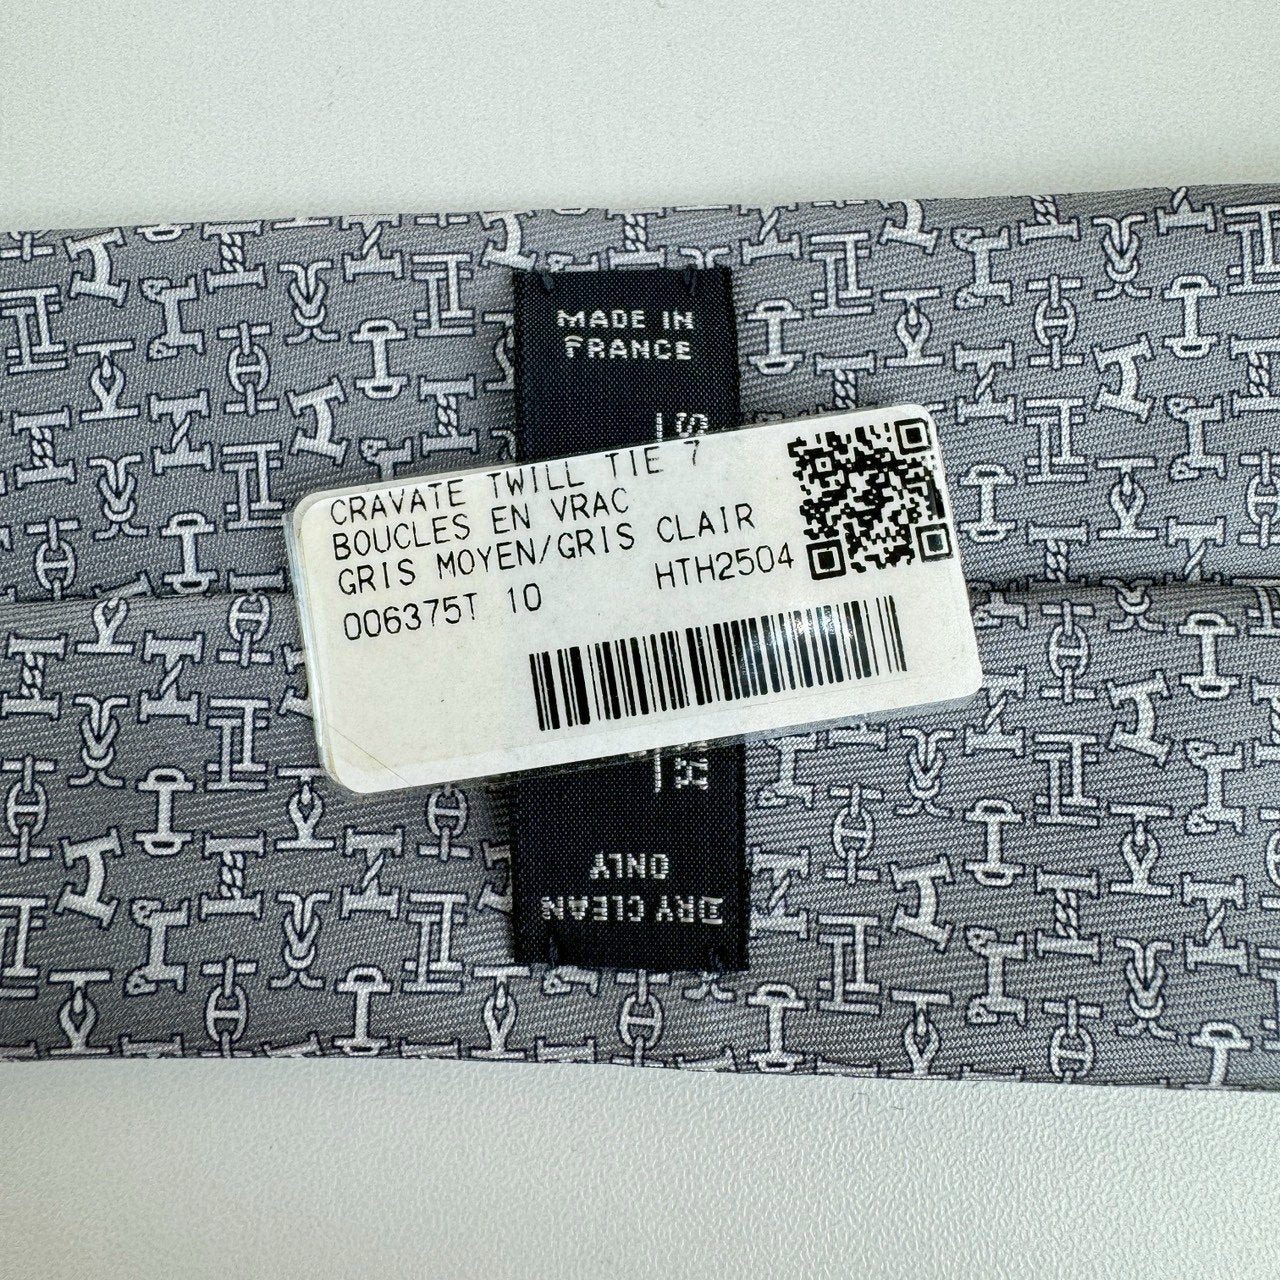 MADE IN
FRANCE
CRAVATE TWILL TIE 7
BOUCLES EN VRAC
GRIS MOYEN/GRIS CLAIR
006375T 10 HTH2504
DRY CLEAN
ONLY